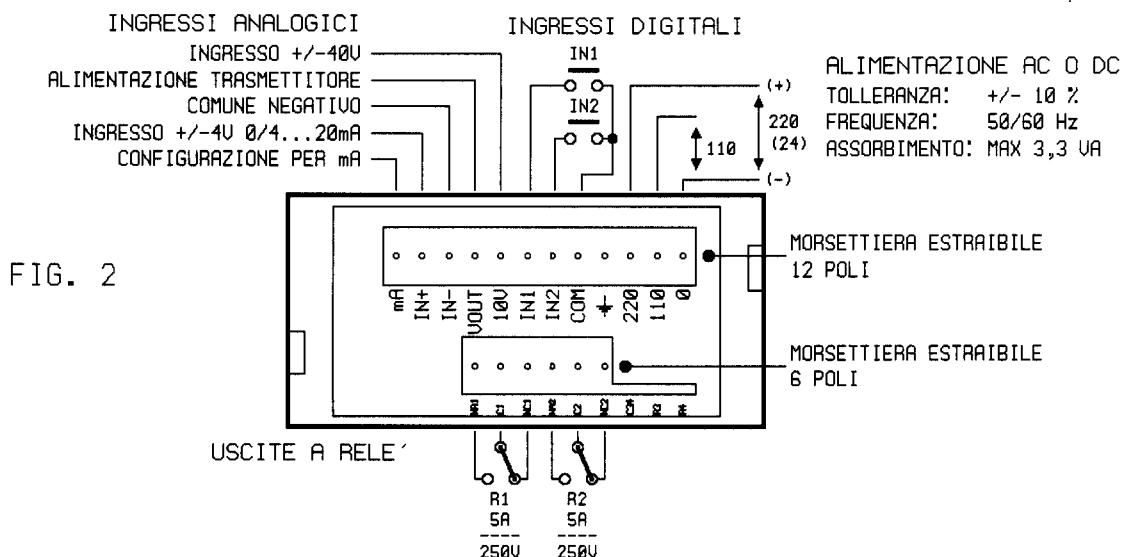 INGRESSI ANALOGICI
INGRESSO +/-40V
ALIMENTAZIONE TRASMETTITORE
COMUNE NEGATIVO
INGRESSO +/-4V 0/4...20mA
CONFIGURAZIONE PER mA
INGRESSI DIGITALI
IN1
IN2
(+)
220
(24)
110
(-)
ALIMENTAZIONE AC O DC
TOLLERANZA: +/- 10 %
FREQUENZA: 50/60 Hz
ASSORBIMENTO: MAX 3,3 VA
FIG. 2
MORSETTIERA ESTRAIBILE
12 POLI
mA IN+ IN- VOUT 10V IN1 IN2 COM 220 110 0
MORSETTIERA ESTRAIBILE
6 POLI
C1 C2
USCITE A RELE´
R1 R2
5A 5A
250V 250V